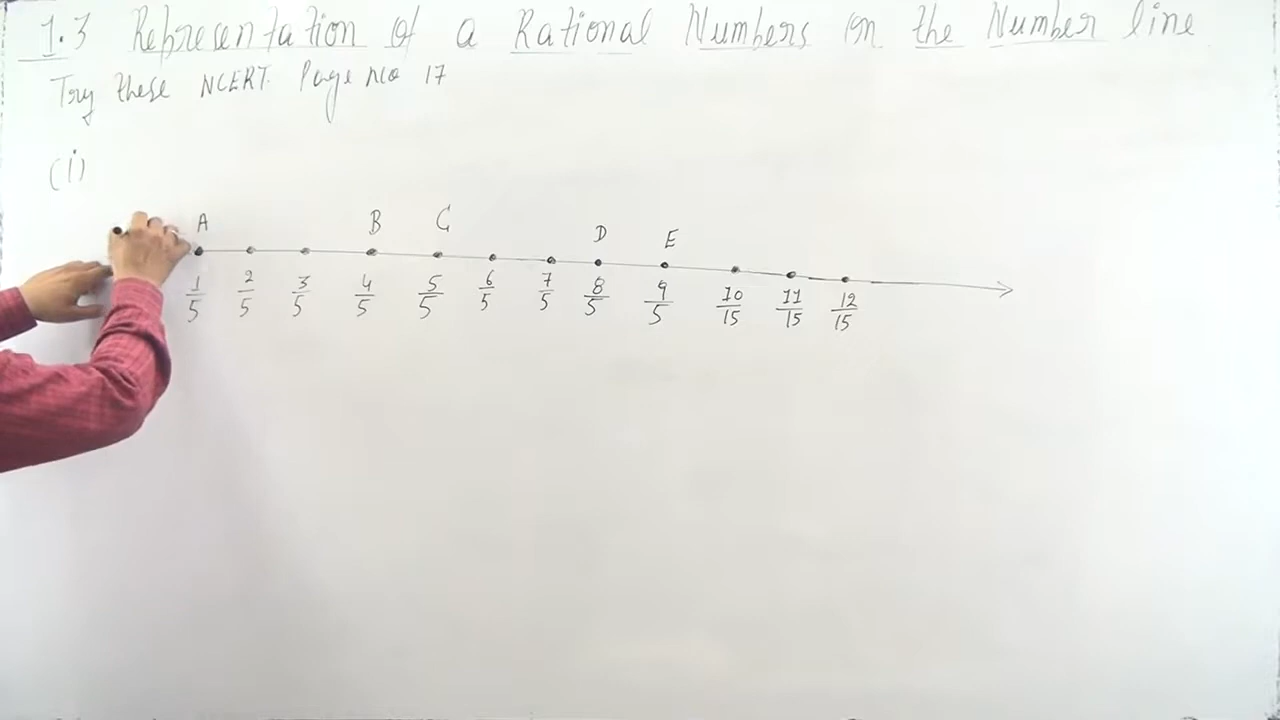 1.3 Representation of a Rational Numbers on the Number line
Try these NCERT. Page no 17
(i)
A B C D E
1/5 2/5 3/5 4/5 5/5 6/5 7/5 8/5 9/5 10/15 11/15 12/15